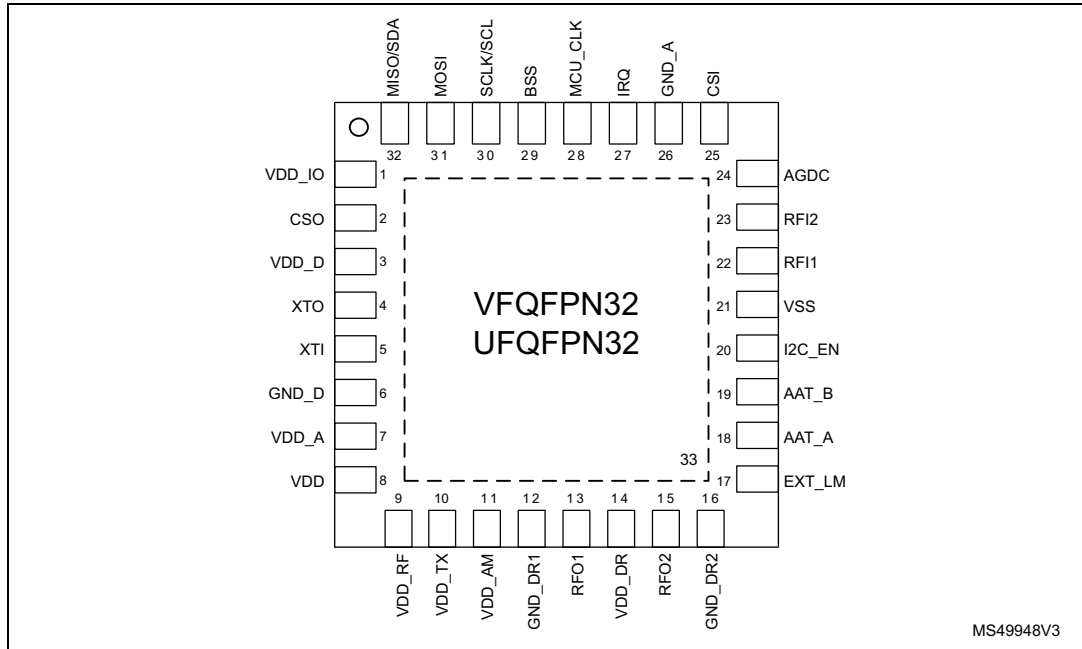 MISO/SDA
MOSI
SCLK/SCL
BSS
MCU_CLK
IRQ
GND_A
CSI
32
31
30
29
28
27
26
25
VDD_IO 1
CSO 2
VDD_D 3
XTO 4
XTI 5
GND_D 6
VDD_A 7
VDD 8
24 AGDC
23 RFI2
22 RFI1
21 VSS
20 I2C_EN
19 AAT_B
18 AAT_A
17 EXT_LM
VFQFPN32
UFQFPN32
33
9
10
11
12
13
14
15
16
VDD_RF
VDD_TX
VDD_AM
GND_DR1
RFO1
VDD_DR
RFO2
GND_DR2
MS49948V3